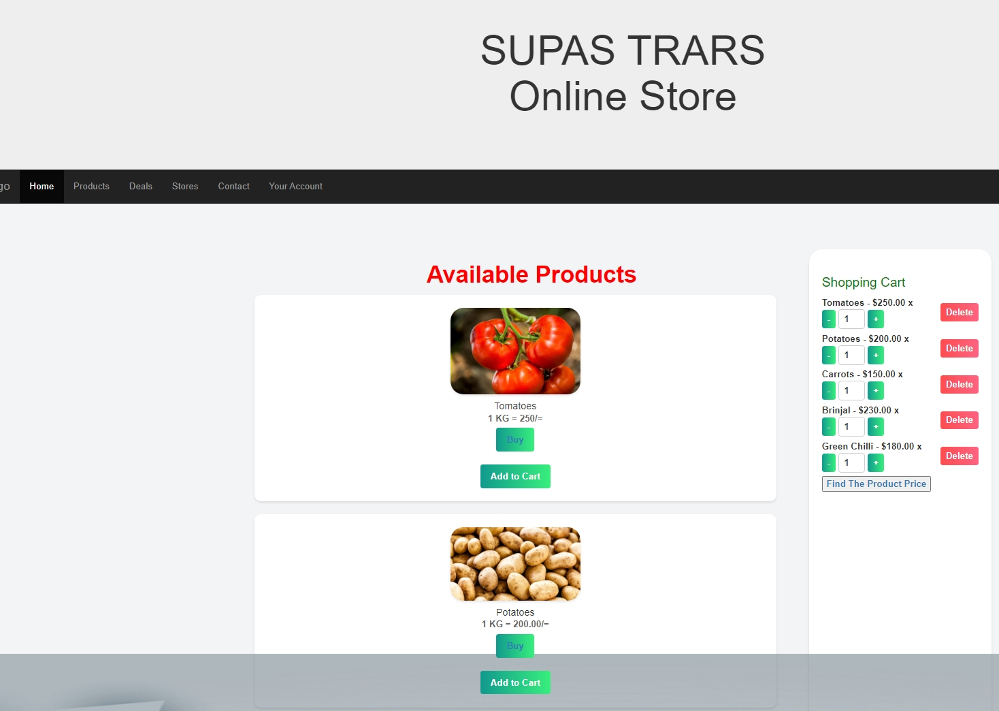 SUPAS TRARS
Online Store
go Home Products Deals Stores Contact Your Account
Available Products
Tomatoes
1 KG = 250/=
Buy
Add to Cart
Potatoes
1 KG = 200.00/=
Buy
Add to Cart
Shopping Cart
Tomatoes - $250.00 x
- 1 + Delete
Potatoes - $200.00 x
- 1 + Delete
Carrots - $150.00 x
- 1 + Delete
Brinjal - $230.00 x
- 1 + Delete
Green Chilli - $180.00 x
- 1 + Delete
Find The Product Price